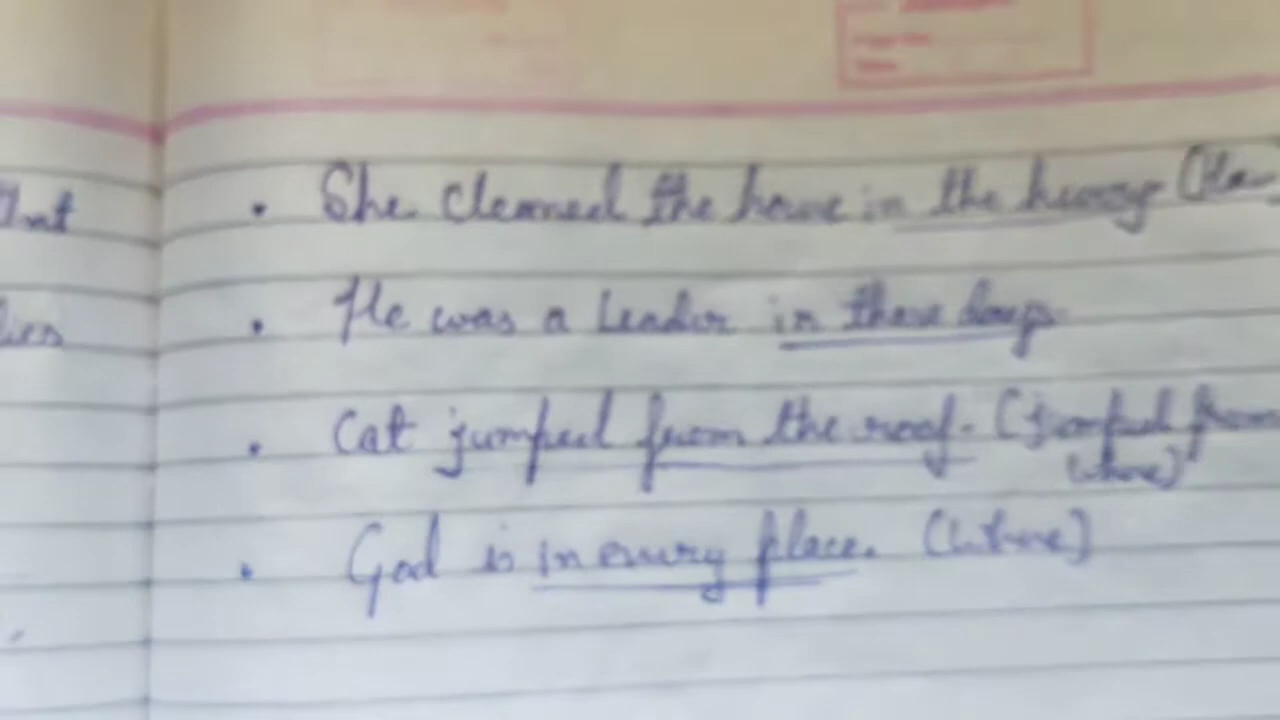 She cleaned the house in the hurry
He was a leader in those days.
Cat jumped from the roof. (jumped from
where)
God is in every place. (where)